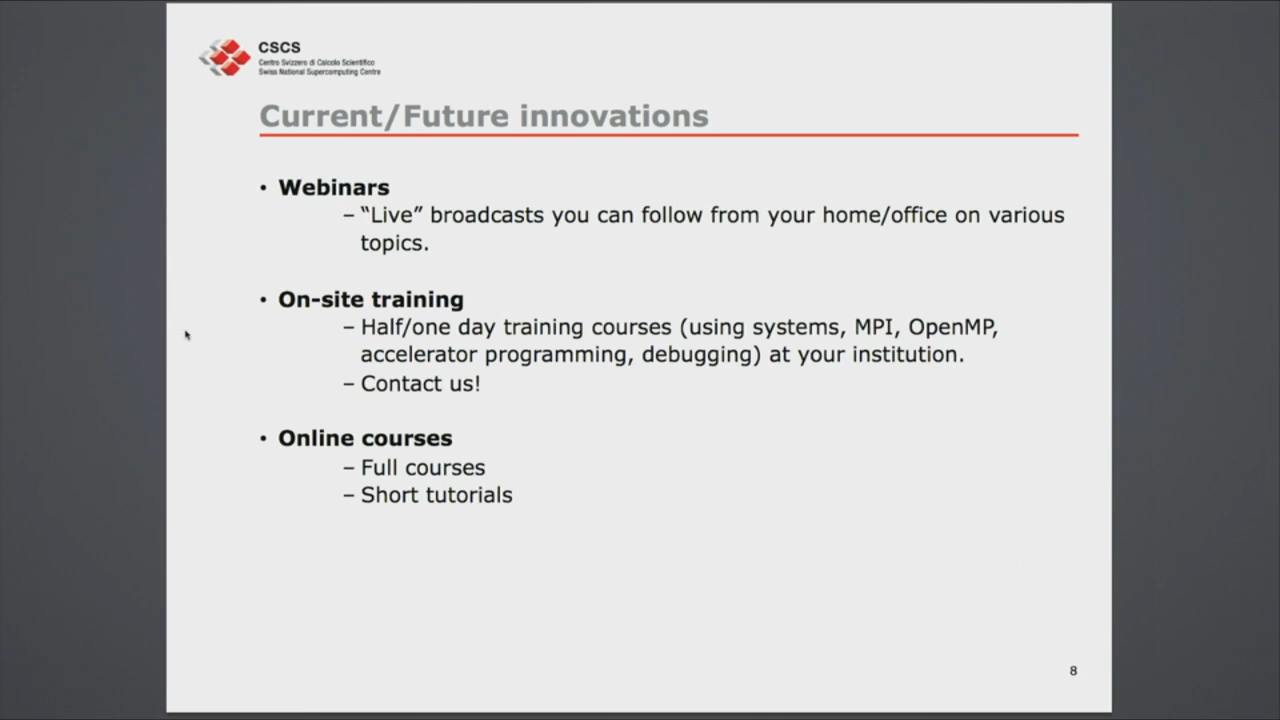 CSCS
Centro Svizzero di Calcolo Scientifico
Swiss National Supercomputing Centre
Current/Future innovations
• Webinars
– “Live” broadcasts you can follow from your home/office on various
topics.
• On-site training
– Half/one day training courses (using systems, MPI, OpenMP,
accelerator programming, debugging) at your institution.
– Contact us!
• Online courses
– Full courses
– Short tutorials
8